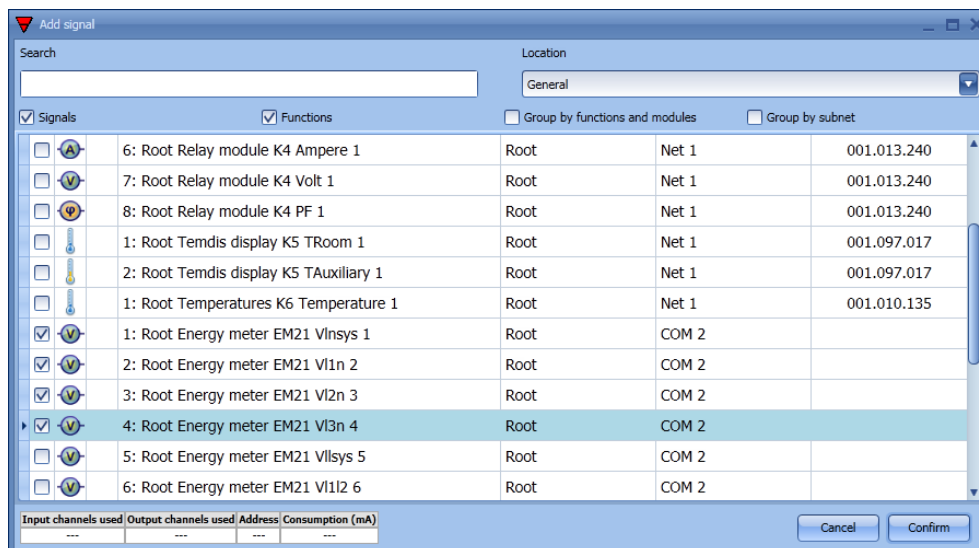 Add signal
Search Location
General
Signals Functions Group by functions and modules Group by subnet
A 6: Root Relay module K4 Ampere 1 Root Net 1 001.013.240
V 7: Root Relay module K4 Volt 1 Root Net 1 001.013.240
φ 8: Root Relay module K4 PF 1 Root Net 1 001.013.240
1: Root Temdis display K5 TRoom 1 Root Net 1 001.097.017
2: Root Temdis display K5 TAuxiliary 1 Root Net 1 001.097.017
1: Root Temperatures K6 Temperature 1 Root Net 1 001.010.135
V 1: Root Energy meter EM21 Vlnsys 1 Root COM 2
V 2: Root Energy meter EM21 Vl1n 2 Root COM 2
V 3: Root Energy meter EM21 Vl2n 3 Root COM 2
V 4: Root Energy meter EM21 Vl3n 4 Root COM 2
V 5: Root Energy meter EM21 Vllsys 5 Root COM 2
V 6: Root Energy meter EM21 Vl1l2 6 Root COM 2
Input channels used Output channels used Address Consumption (mA)
--- --- --- ---
Cancel Confirm